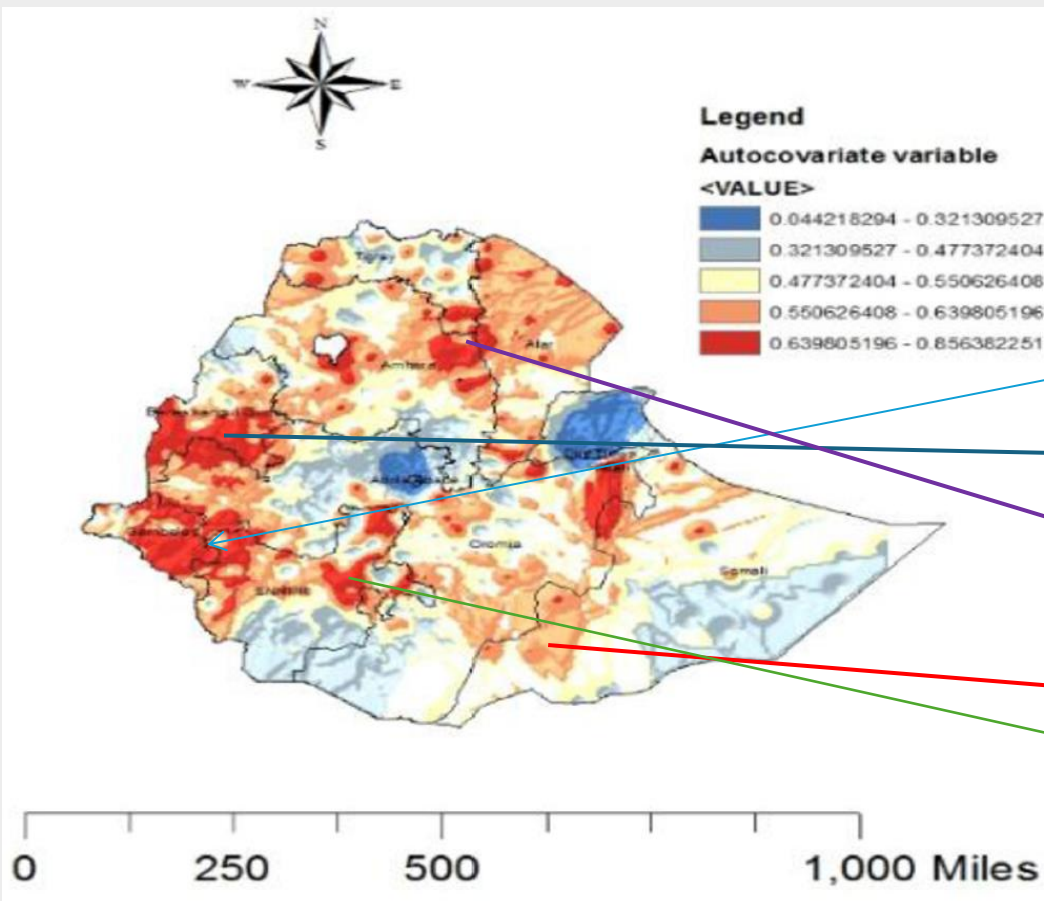 N
W
E
S
Legend
Autocovariate variable
<VALUE>
0.044218294 - 0.321309527
0.321309527 - 0.477372404
0.477372404 - 0.550626408
0.550626408 - 0.639805196
0.639805196 - 0.856382251
Tigray
Afar
Amhara
Oromia
Somali
0 250 500 1,000 Miles